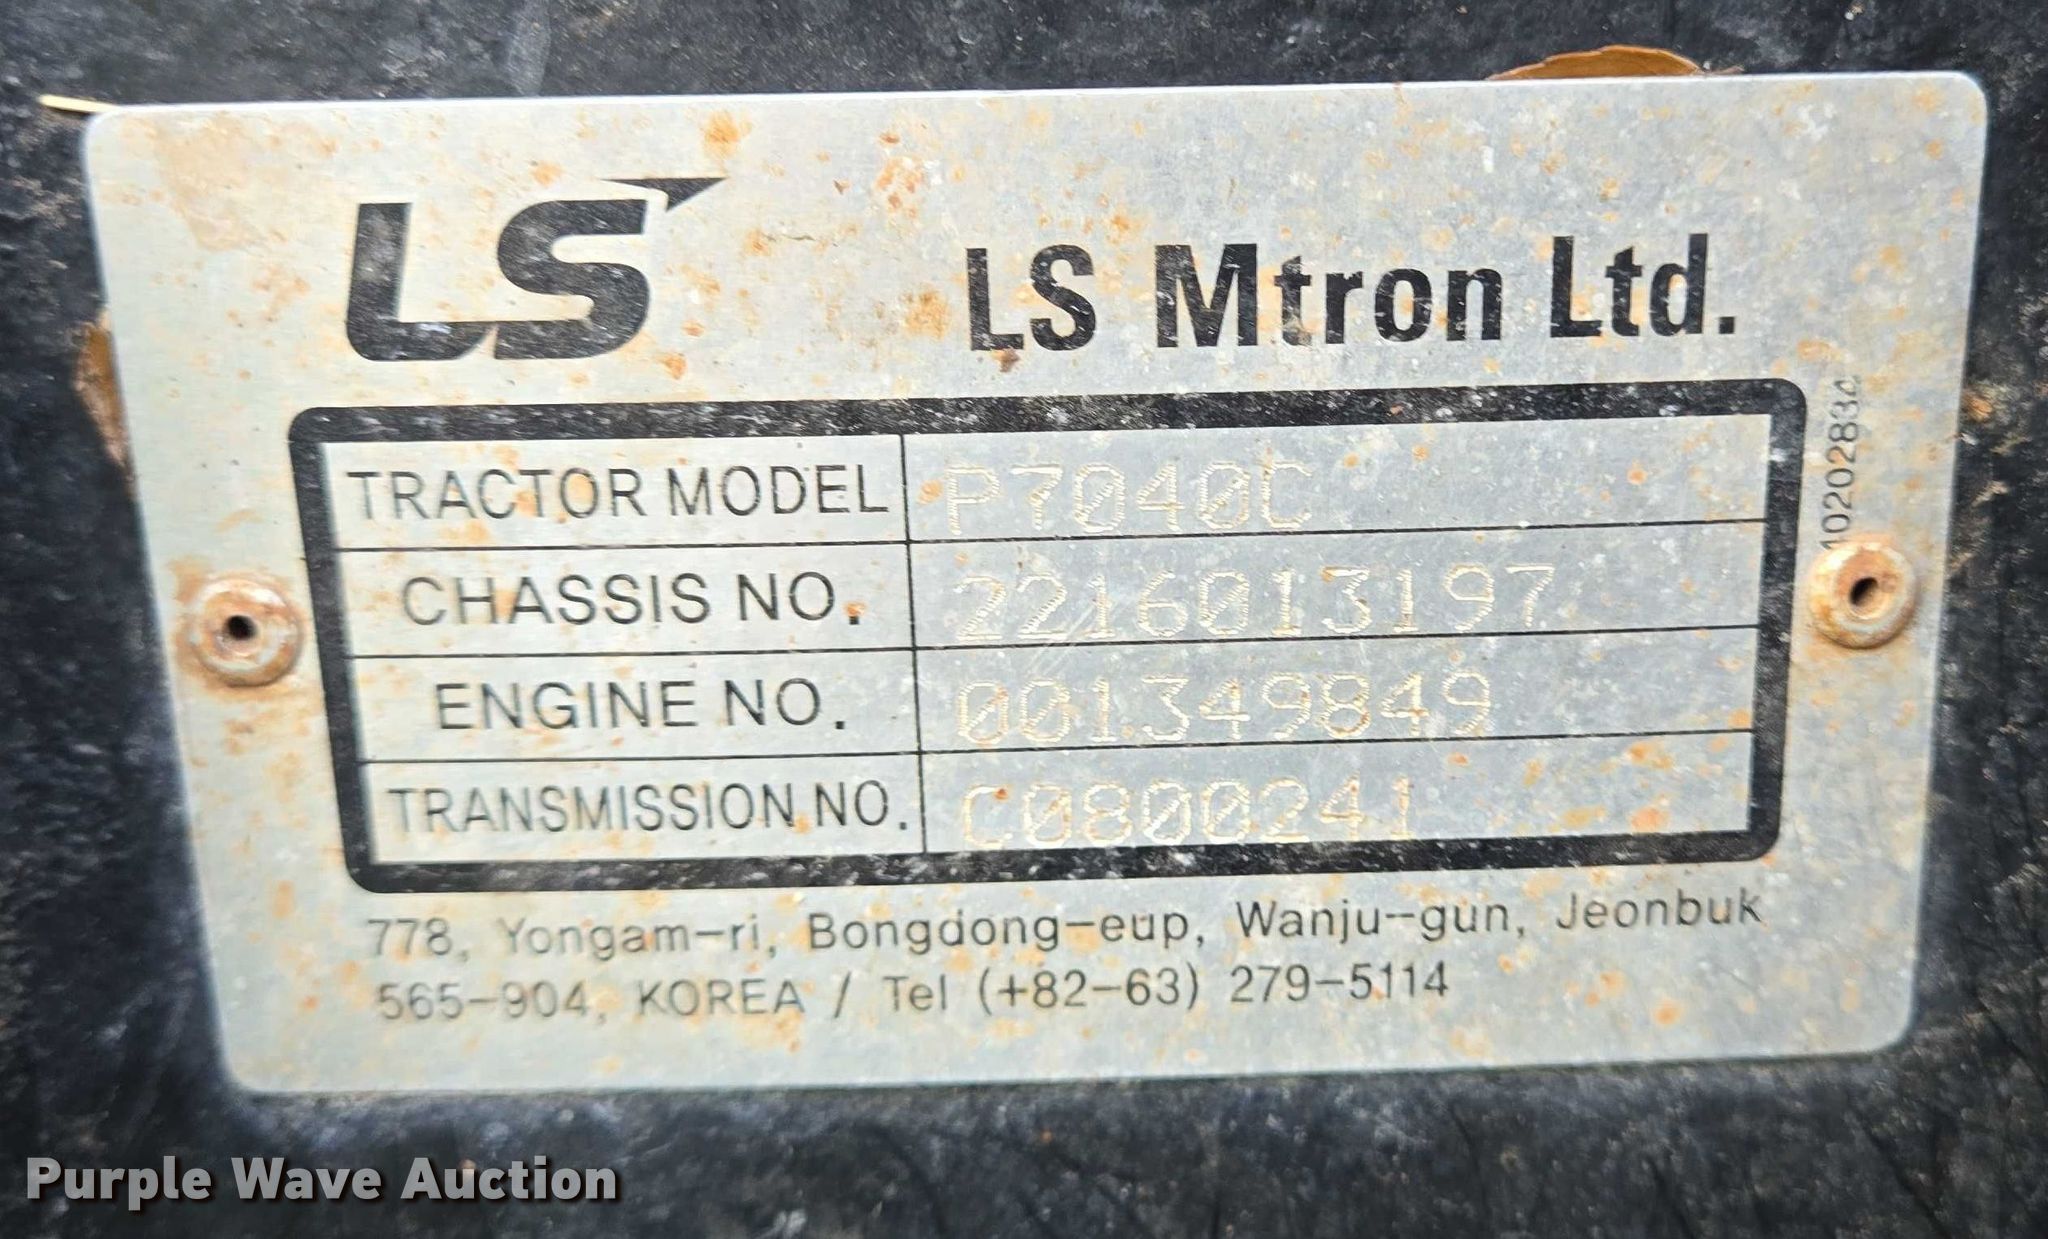 LS LS Mtron Ltd.
TRACTOR MODEL P7040C
CHASSIS NO. 2216013197
ENGINE NO. 001349849
TRANSMISSION NO. C0800241
778, Yongam-ri, Bongdong-eup, Wanju-gun, Jeonbuk
565-904, KOREA / Tel (+82-63) 279-5114
Purple Wave Auction